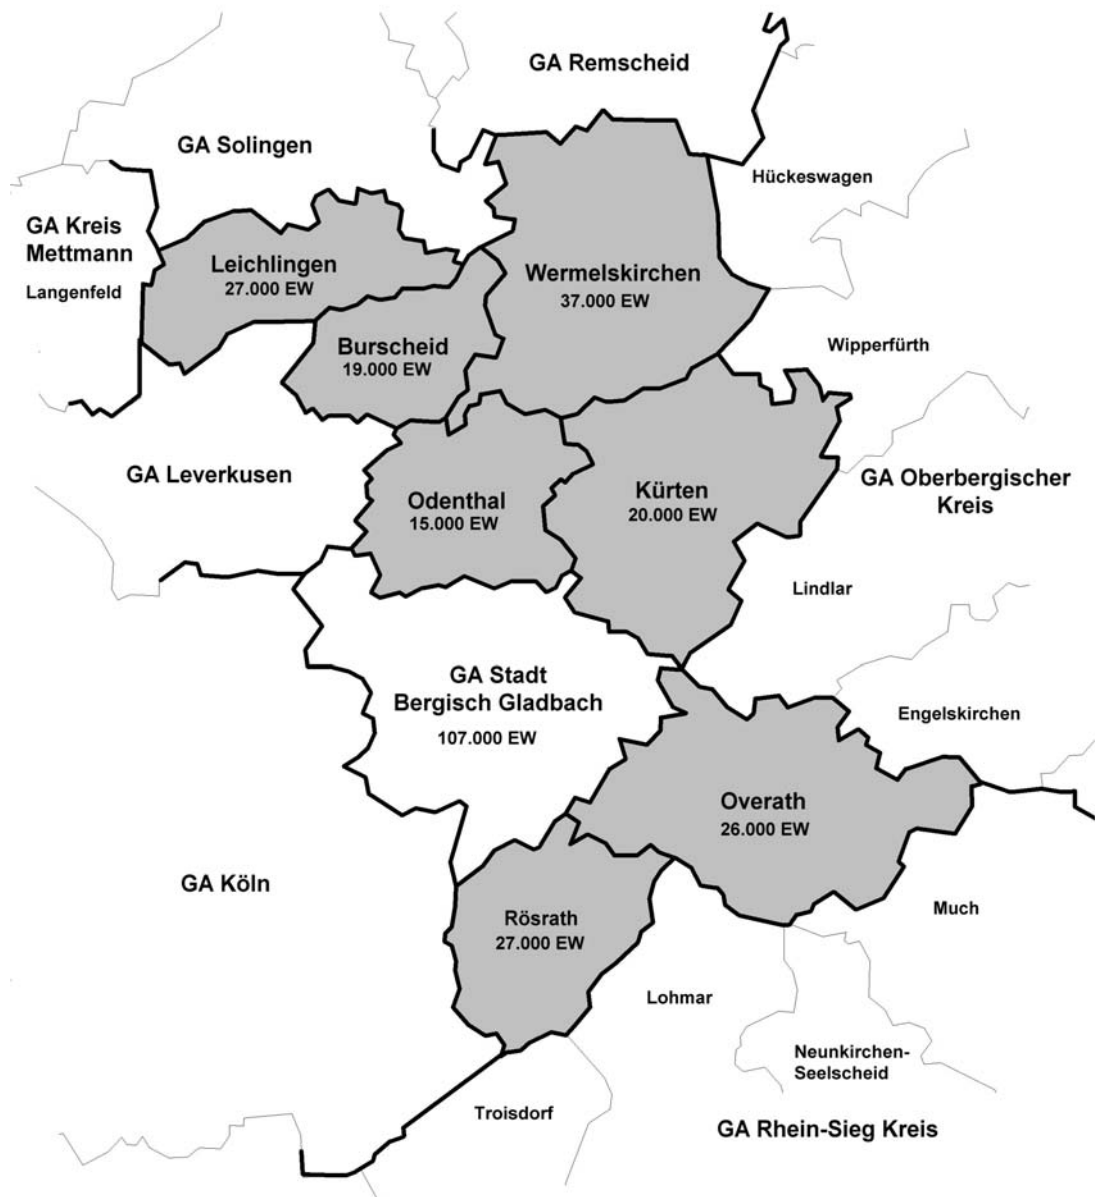 GA Remscheid
GA Solingen
Hückeswagen
GA Kreis
Mettmann
Langenfeld
Leichlingen
27.000 EW
Wermelskirchen
37.000 EW
Burscheid
19.000 EW
Wipperfürth
GA Leverkusen
Odenthal
15.000 EW
Kürten
20.000 EW
GA Oberbergischer
Kreis
Lindlar
GA Stadt
Bergisch Gladbach
107.000 EW
Engelskirchen
Overath
26.000 EW
GA Köln
Rösrath
27.000 EW
Much
Lohmar
Neunkirchen-
Seelscheid
Troisdorf
GA Rhein-Sieg Kreis